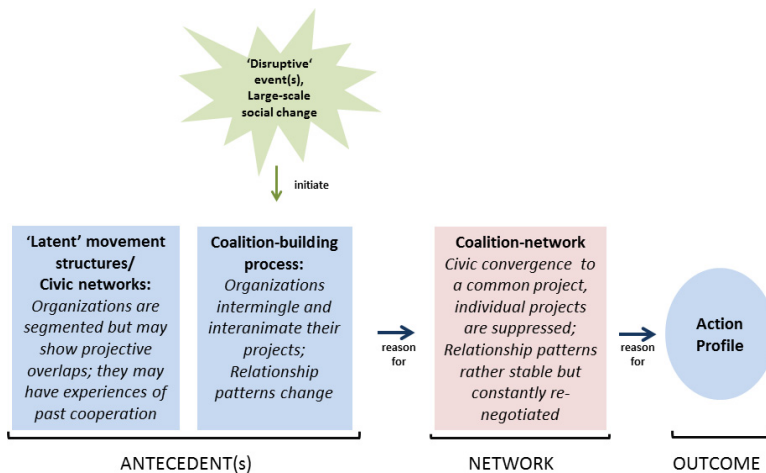 ‘Disruptive‘
event(s),
Large-scale
social change
initiate
‘Latent’ movement
structures/
Civic networks:
Organizations are
segmented but may
show projective
overlaps; they may
have experiences of
past cooperation
Coalition-building
process:
Organizations
intermingle and
interanimate their
projects;
Relationship
patterns change
reason
for
Coalition-network
Civic convergence to
a common project,
individual projects
are suppressed;
Relationship patterns
rather stable but
constantly re-
negotiated
reason
for
Action
Profile
ANTECEDENT(s)
NETWORK
OUTCOME